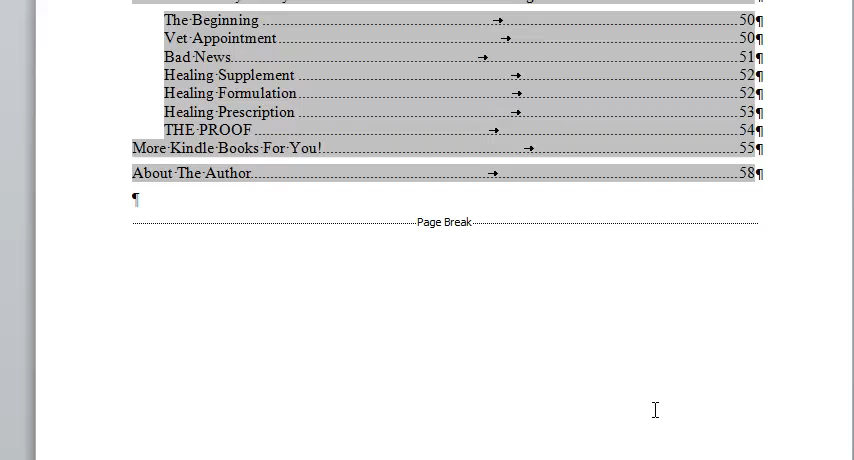 The Beginning 50
Vet Appointment 50
Bad News 51
Healing Supplement 52
Healing Formulation 52
Healing Prescription 53
THE PROOF 54
More Kindle Books For You! 55
About The Author 58
Page Break